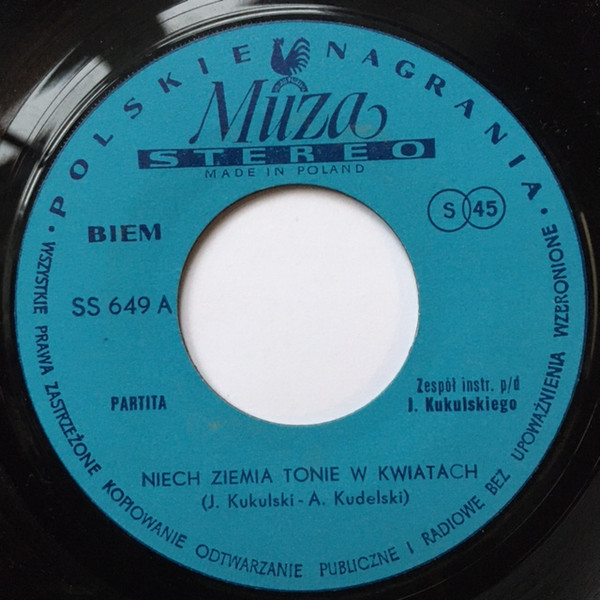 • POLSKIE NAGRANIA •
Muza
STEREO
MADE IN POLAND
BIEM
S 45
SS 649 A
PARTITA
Zespół instr. p/d
J. Kukulskiego
NIECH ZIEMIA TONIE W KWIATACH
(J. Kukulski - A. Kudelski)
WSZYSTKIE PRAWA ZASTRZEŻONE KOPIOWANIE ODTWARZANIE PUBLICZNE I RADIOWE BEZ UPOWAŻNIENIA WZBRONIONE